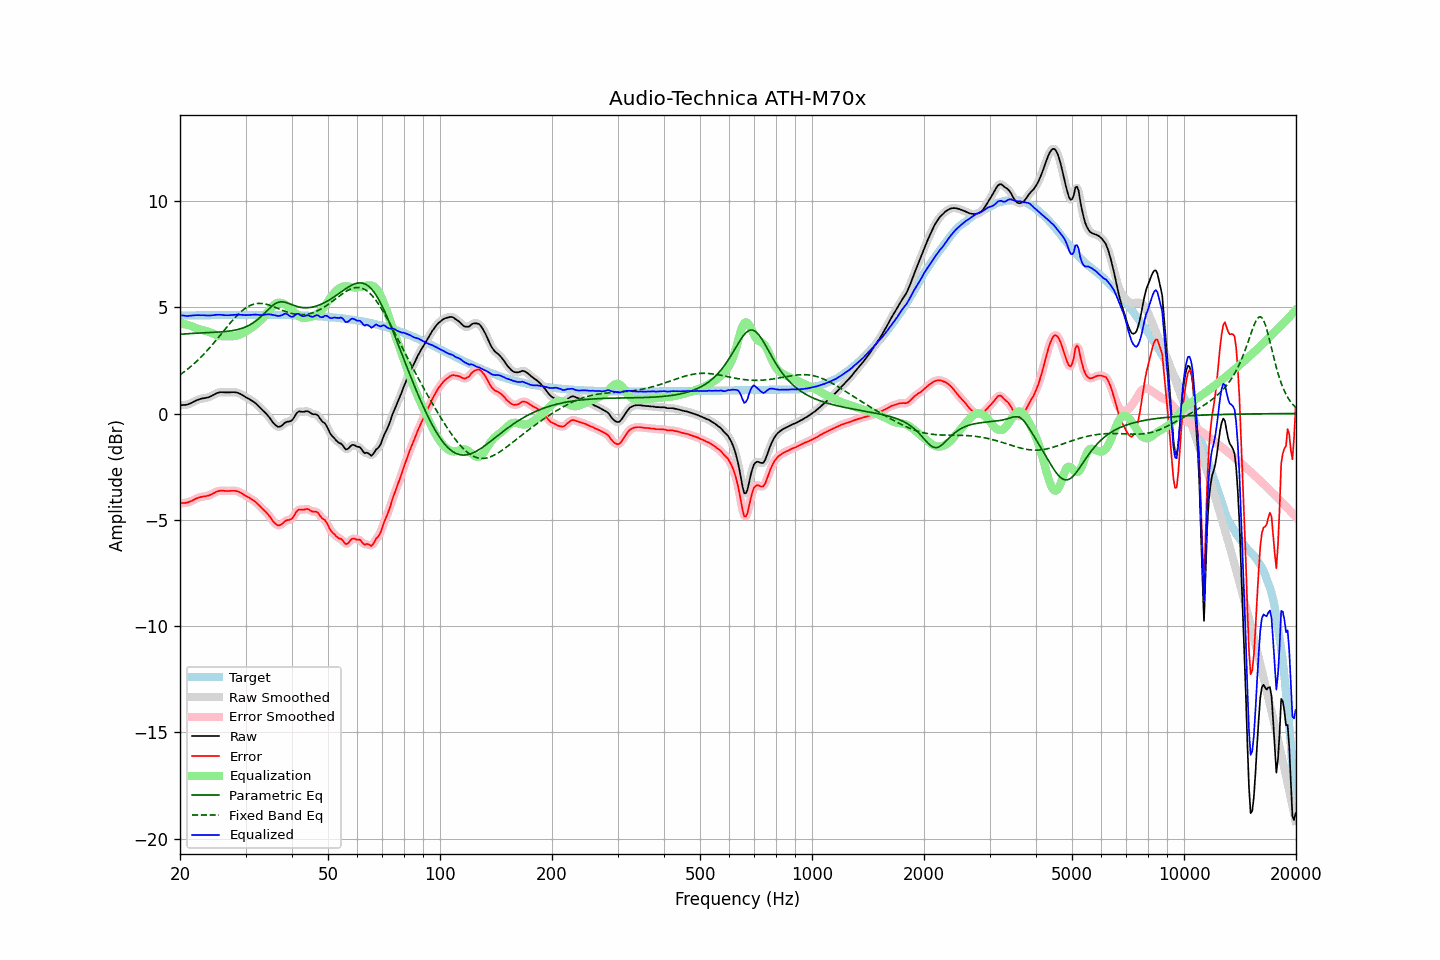 Audio-Technica ATH-M70x
Amplitude (dBr)
10
5
0
−5
−10
−15
−20
Target
Raw Smoothed
Error Smoothed
Raw
Error
Equalization
Parametric Eq
Fixed Band Eq
Equalized
20 50 100 200 500 1000 2000 5000 10000 20000
Frequency (Hz)